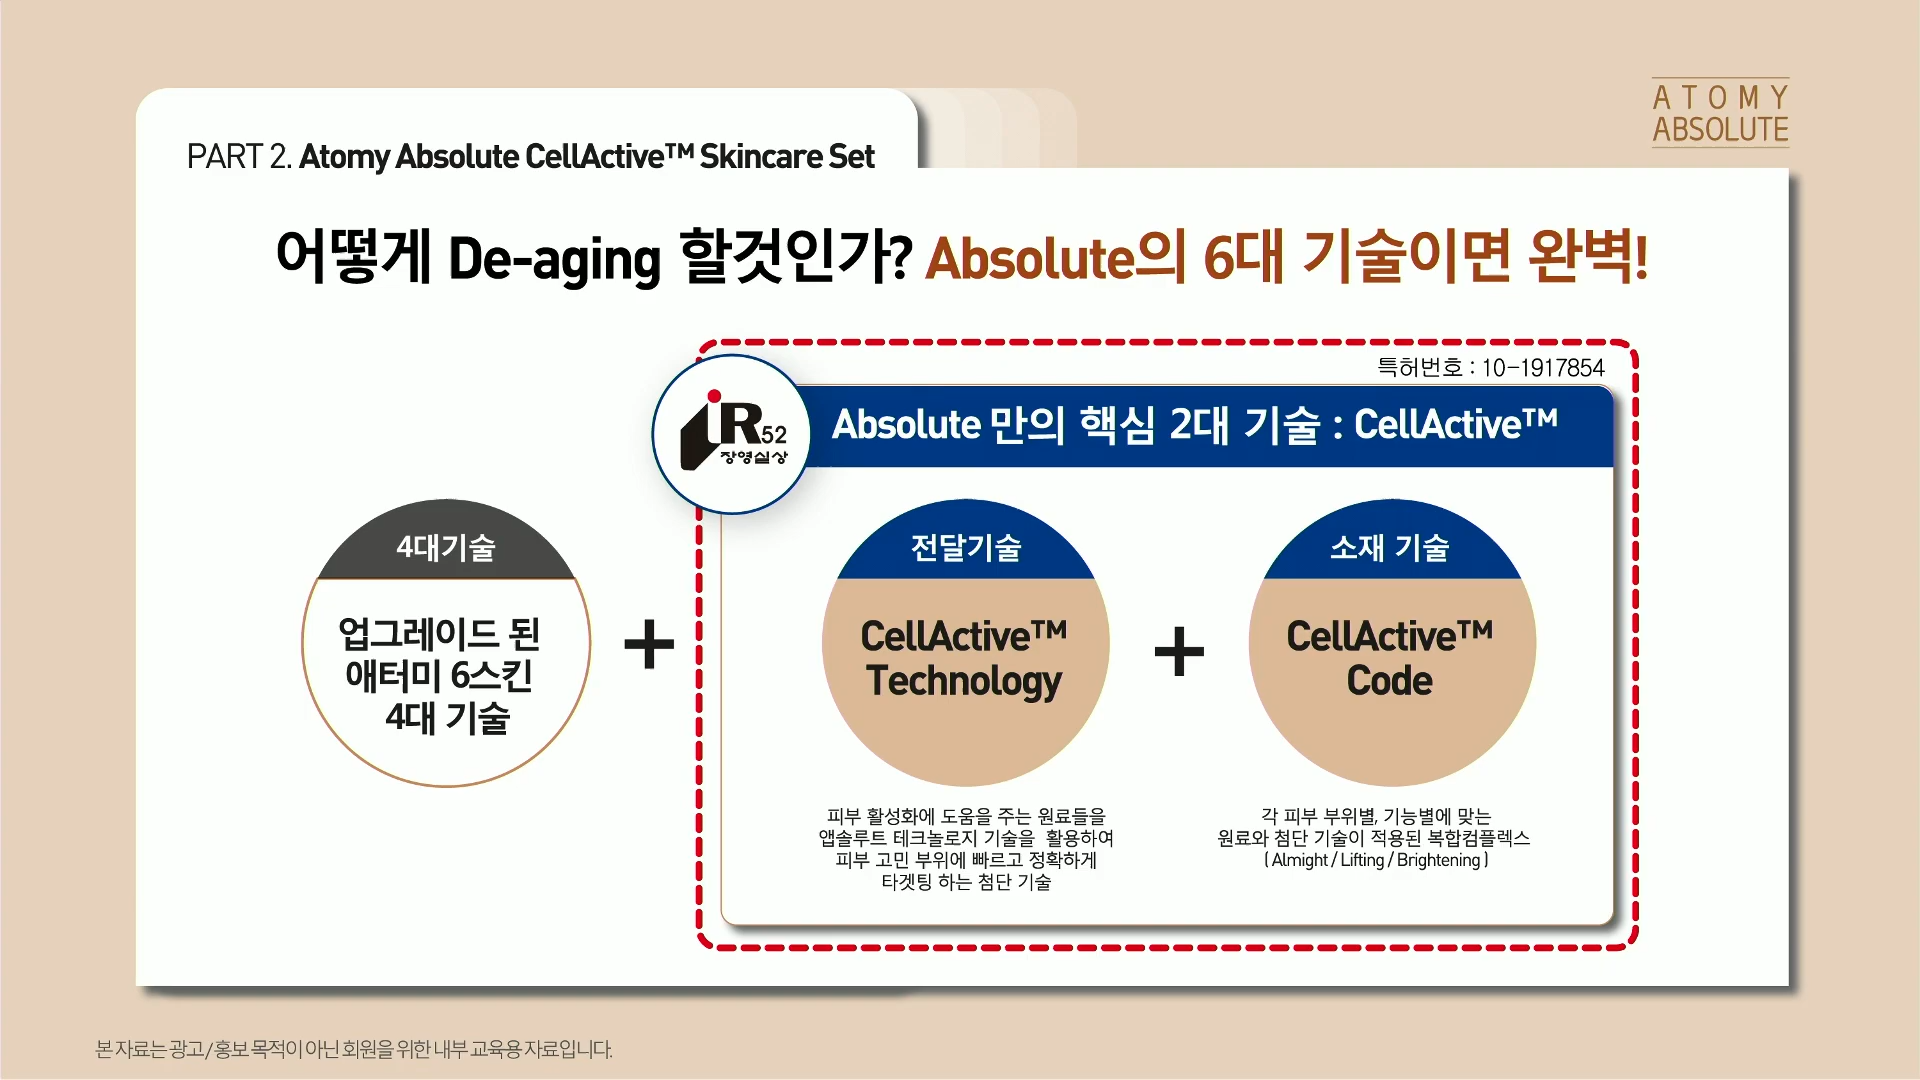 ATOMY
ABSOLUTE
PART 2. Atomy Absolute CellActive™ Skincare Set
어떻게 De-aging 할것인가? Absolute의 6대 기술이면 완벽!
특허번호 : 10-1917854
iR52
장영실상
Absolute 만의 핵심 2대 기술 : CellActive™
4대기술
업그레이드 된
애터미 6스킨
4대 기술
+
전달기술
CellActive™
Technology
피부 활성화에 도움을 주는 원료들을
앱솔루트 테크놀로지 기술을 활용하여
피부 고민 부위에 빠르고 정확하게
타겟팅 하는 첨단 기술
+
소재 기술
CellActive™
Code
각 피부 부위별, 기능별에 맞는
원료와 첨단 기술이 적용된 복합컴플렉스
( Almight / Lifting / Brightening )
본 자료는 광고/홍보 목적이 아닌 회원을 위한 내부 교육용 자료입니다.